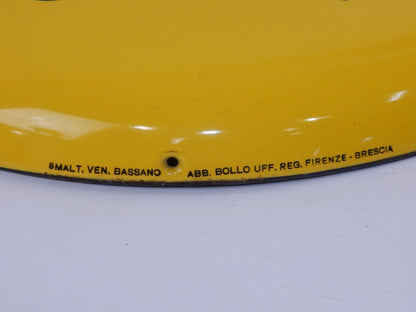 SMALT. VEN. BASSANO ABB. BOLLO UFF. REG. FIRENZE - BRESCIA